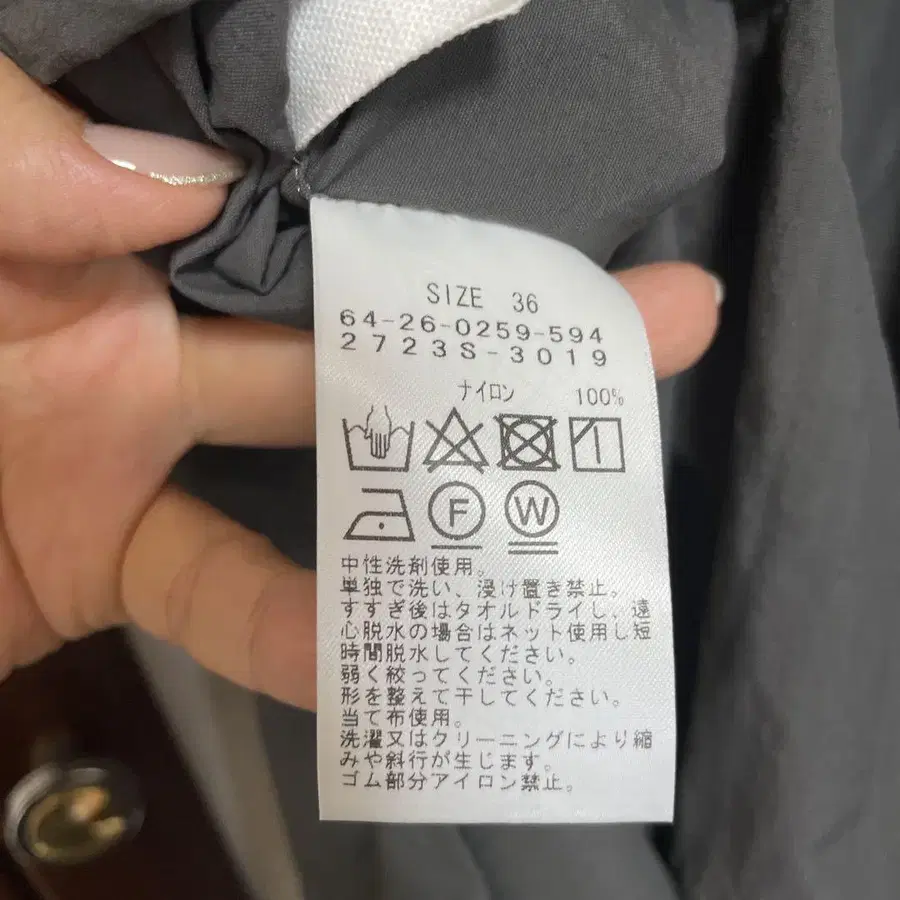 SIZE 36
64-26-0259-594
2723S-3019
ナイロン 100%
F W
中性洗剤使用。
単独で洗い、浸け置き禁止。
すすぎ後はタオルドライし、遠
心脱水の場合はネット使用し短
時間脱水してください。
弱く絞ってください。
形を整えて干してください。
当て布使用。
洗濯又はクリーニングにより縮
みや斜行が生じます。
ゴム部分アイロン禁止。